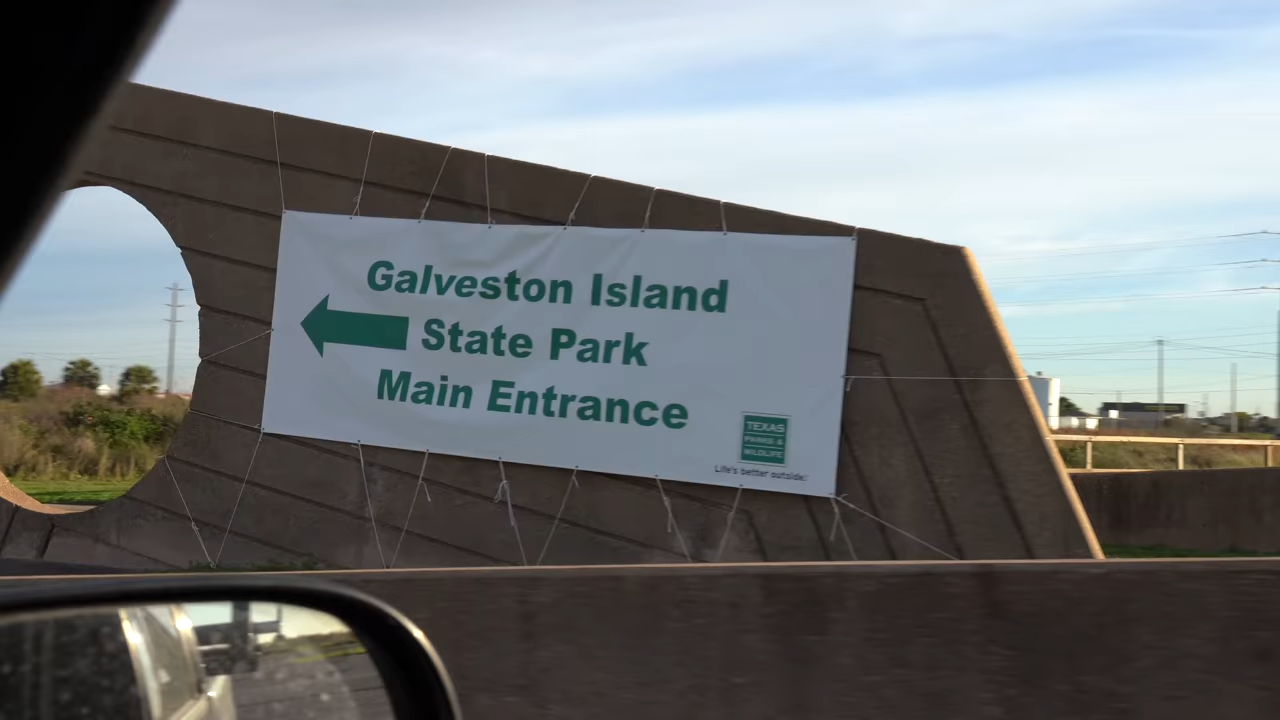 Galveston Island
State Park
Main Entrance
TEXAS
PARKS &
WILDLIFE
Life's better outside.